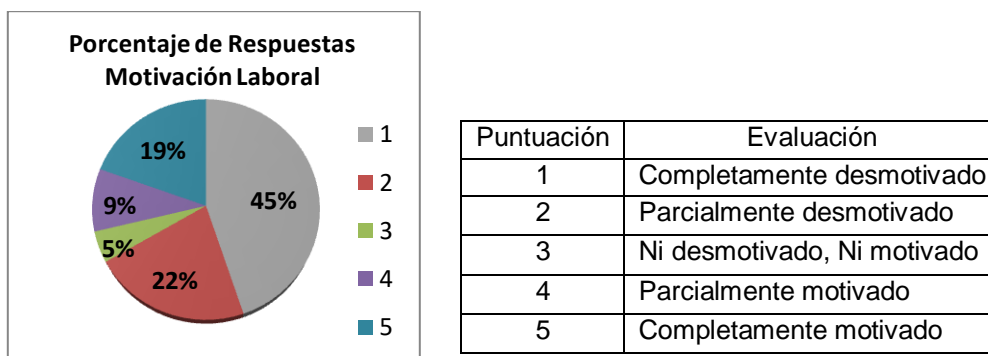 Porcentaje de Respuestas
Motivación Laboral
19%
9%
5%
22%
45%
1
2
3
4
5
Puntuación Evaluación
1 Completamente desmotivado
2 Parcialmente desmotivado
3 Ni desmotivado, Ni motivado
4 Parcialmente motivado
5 Completamente motivado